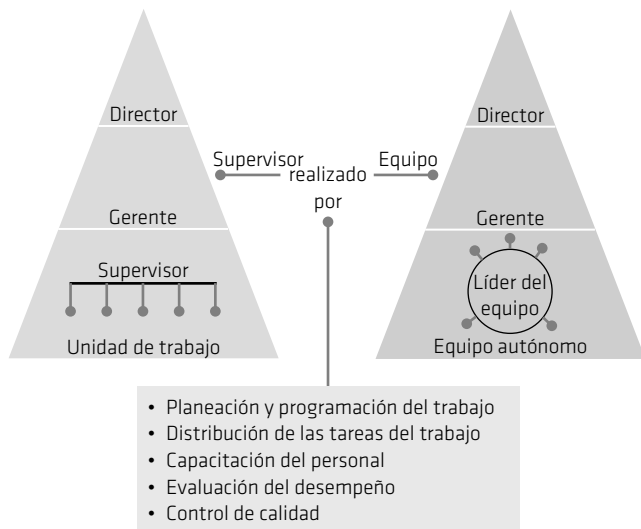 Director
Gerente
Supervisor
Unidad de trabajo
Supervisor
realizado
por
Equipo
Director
Gerente
Líder del
equipo
Equipo autónomo
• Planeación y programación del trabajo
• Distribución de las tareas del trabajo
• Capacitación del personal
• Evaluación del desempeño
• Control de calidad